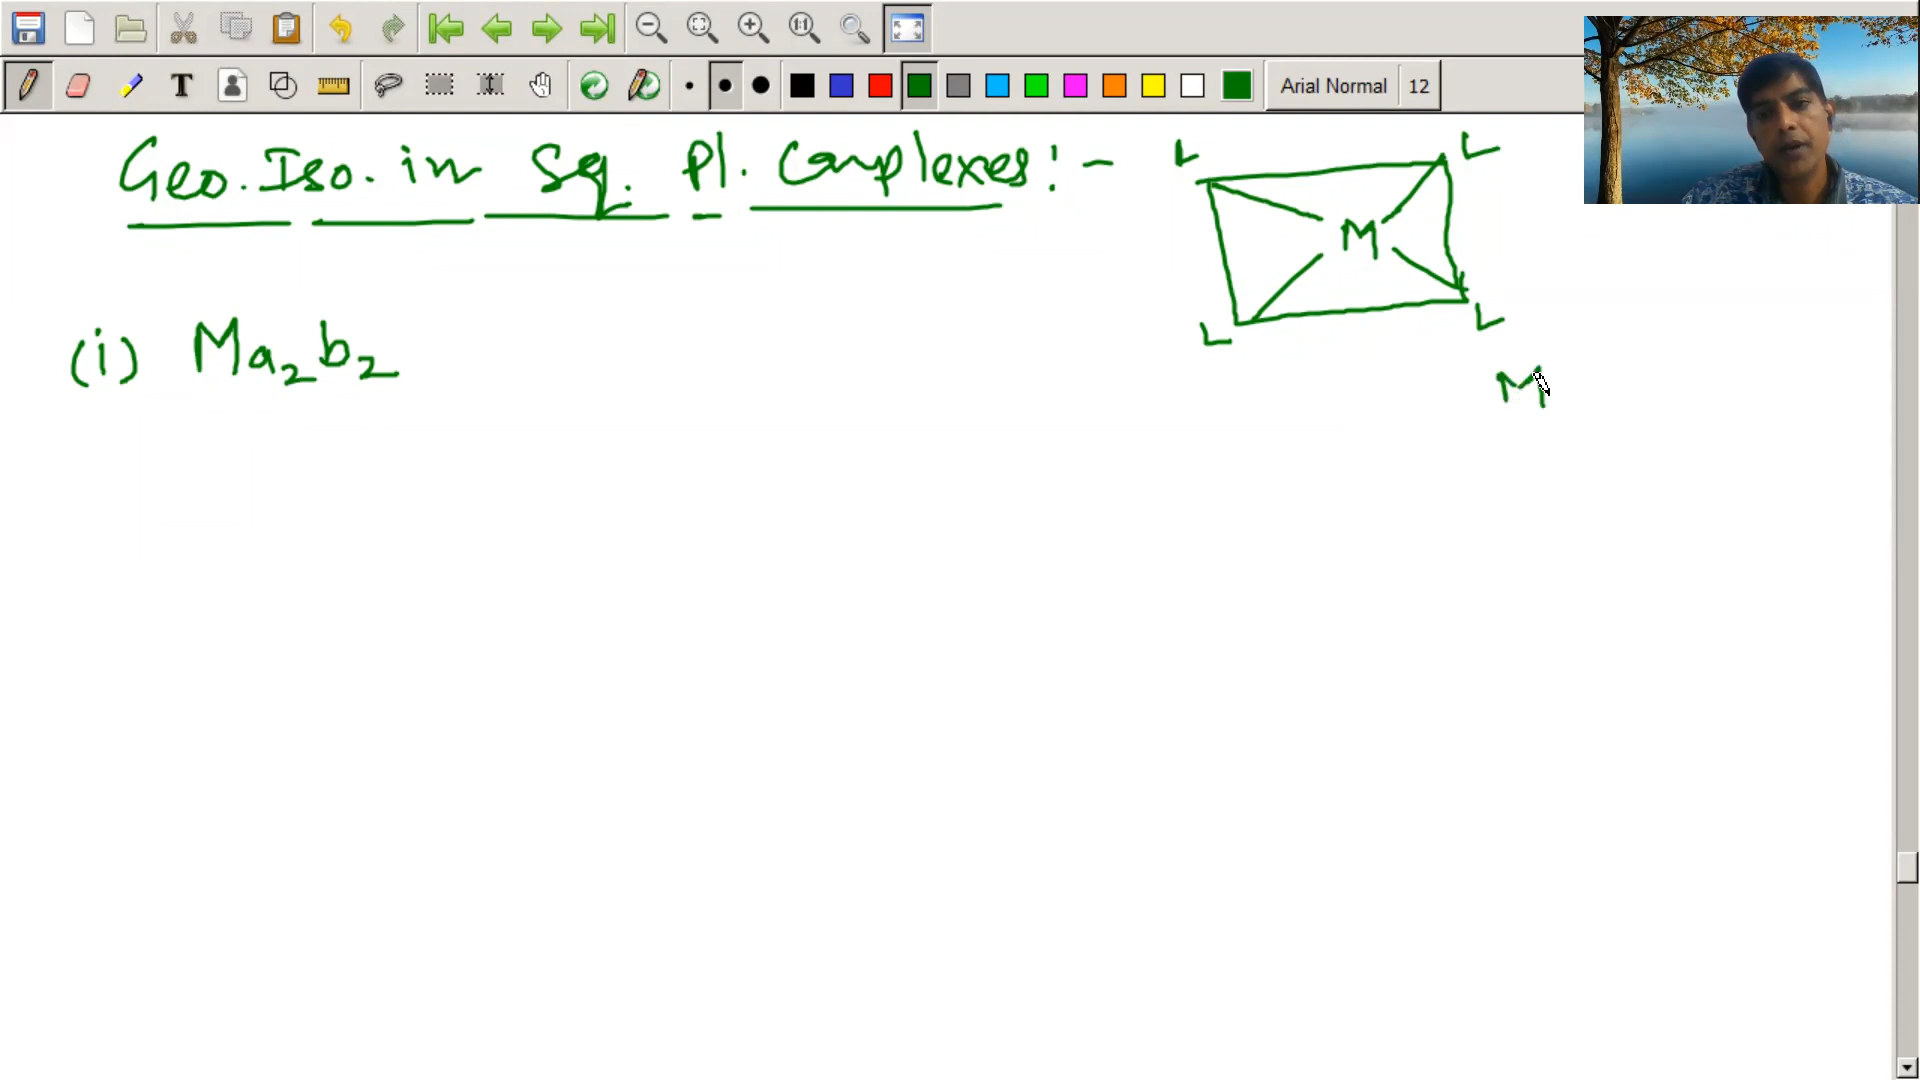 Arial Normal 12
Geo. Iso. in Sq. Pl. Complexes:-
L L
M
L L
(i) Ma₂b₂
M